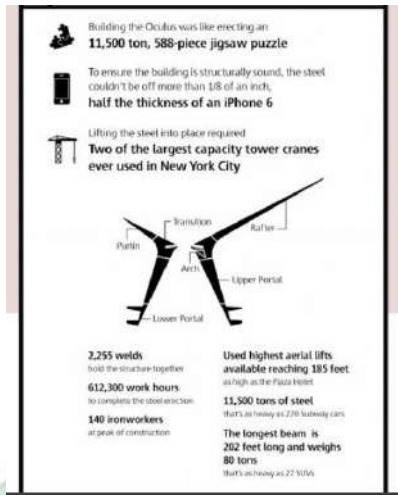 Building the Oculus was like erecting an
11,500 ton, 588-piece jigsaw puzzle
To ensure the building is structurally sound, the steel
couldn't be off more than 1/8 of an inch,
half the thickness of an iPhone 6
Lifting the steel into place required
Two of the largest capacity tower cranes
ever used in New York City
Transition
Rafter
Purlin
Arch
Upper Portal
Lower Portal
2,255 welds
hold the structure together
612,300 work hours
to complete the steel erection
140 ironworkers
at peak of construction
Used highest aerial lifts
available reaching 185 feet
as high as the Plaza Hotel
11,500 tons of steel
that's as heavy as 270 Subway cars
The longest beam is
202 feet long and weighs
80 tons
that's as heavy as 27 SUVs